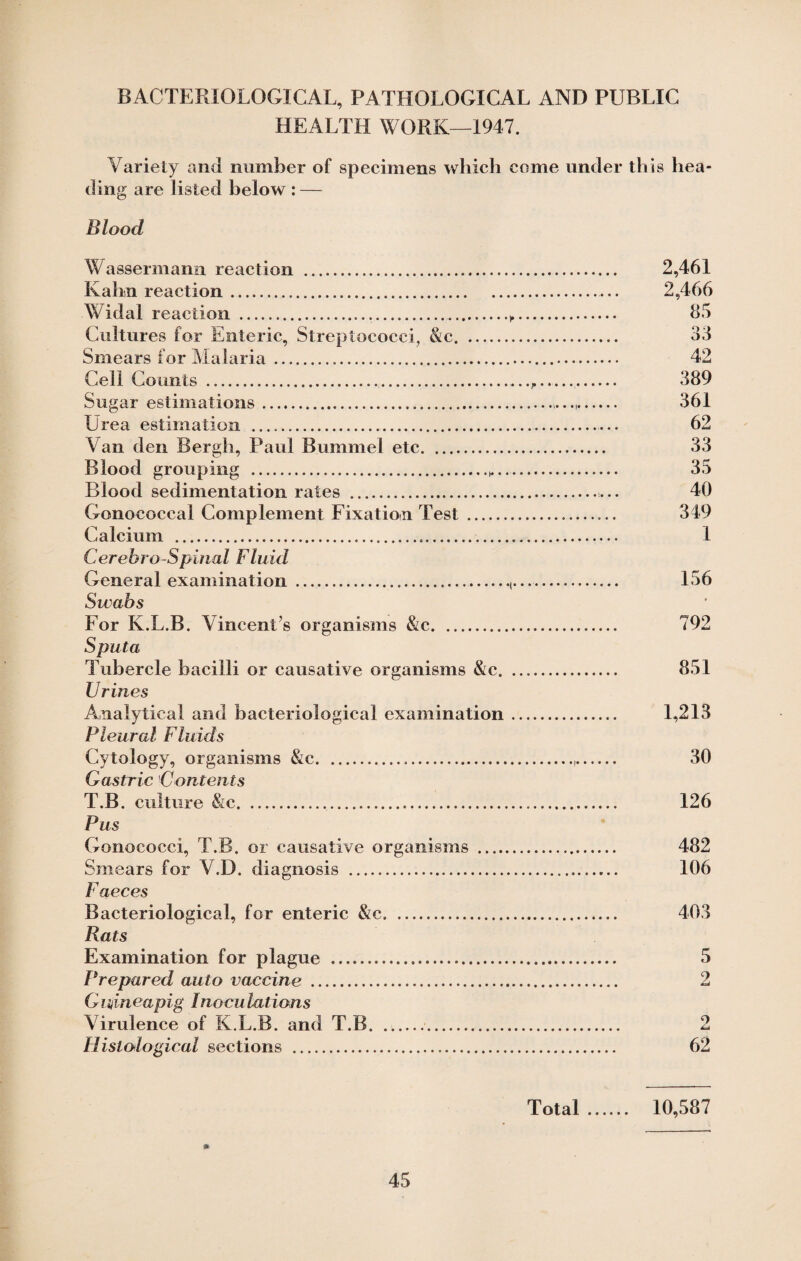 BACTERIOLOGICAL, PATHOLOGICAL AND PUBLIC
HEALTH WORK—1947.
Variety and number of specimens which come under this hea-
ding are listed below : —
Blood
Wassermann reaction ........ 2,461
Kahn reaction ........ 2,466
Widal reaction ........ 85
Cultures for Enteric, Streptococci, &c. ........ 33
Smears for Malaria ........ 42
Cell Counts ........ 389
Sugar estimations ........ 361
Urea estimation ........ 62
Van den Bergh, Paul Bummel etc. ........ 33
Blood grouping ........ 35
Blood sedimentation rates ........ 40
Gonococcal Complement Fixation Test ........ 349
Calcium ........ 1
Cerebro-Spinal Fluid
General examination ........ 156
Swabs
For K.L.B. Vincent's organisms &c. ........ 792
Sputa
Tubercle bacilli or causative organisms &c. ........ 851
Urines
Analytical and bacteriological examination ........ 1,213
Pleural Fluids
Cytology, organisms &c. ........ 30
Gastric Contents
T.B. culture &c. ........ 126
Pus
Gonococci, T.B. or causative organisms ........ 482
Smears for V.D. diagnosis ........ 106
Faeces
Bacteriological, for enteric &c. ........ 403
Rats
Examination for plague ........ 5
Prepared auto vaccine ........ 2
Guineapig Inoculations
Virulence of K.L.B. and T.B. ........ 2
Histological sections ........ 62
Total ...... 10,587
45